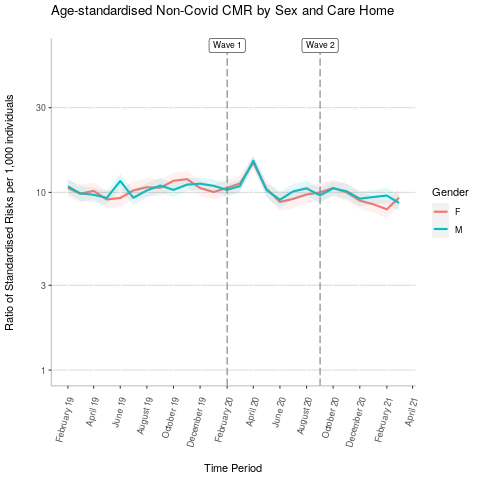 Age-standardised Non-Covid CMR by Sex and Care Home
Wave 1
Wave 2
Ratio of Standardised Risks per 1,000 individuals
30
10
3
1
Gender
F
M
February 19
April 19
June 19
August 19
October 19
December 19
February 20
April 20
June 20
August 20
October 20
December 20
February 21
April 21
Time Period